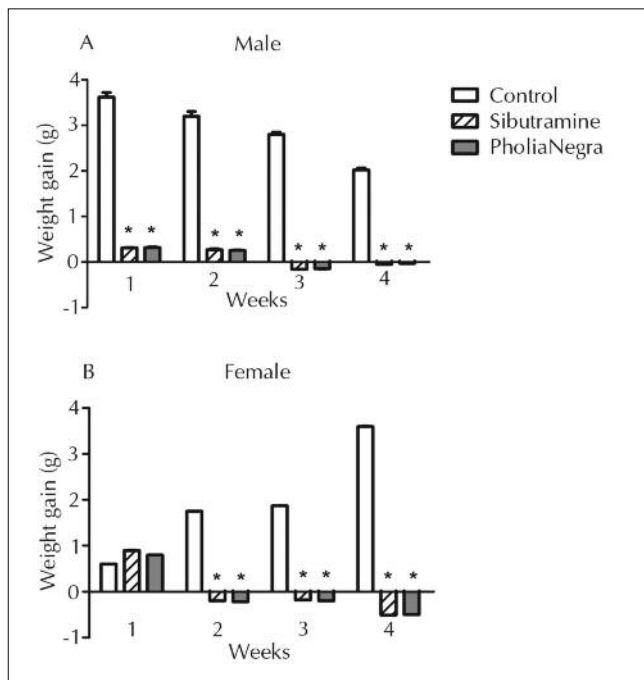 A Male
4
3
2
1
0
-1
Weight gain (g)
* * * * * * * *
1 2 3 4
Weeks
Control
Sibutramine
PholiaNegra
B Female
4
3
2
1
0
-1
Weight gain (g)
* * * * * *
1 2 3 4
Weeks